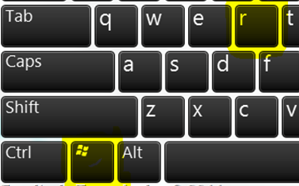 Tab q w e r t
Caps a s d f
Shift z x c v
Ctrl Alt